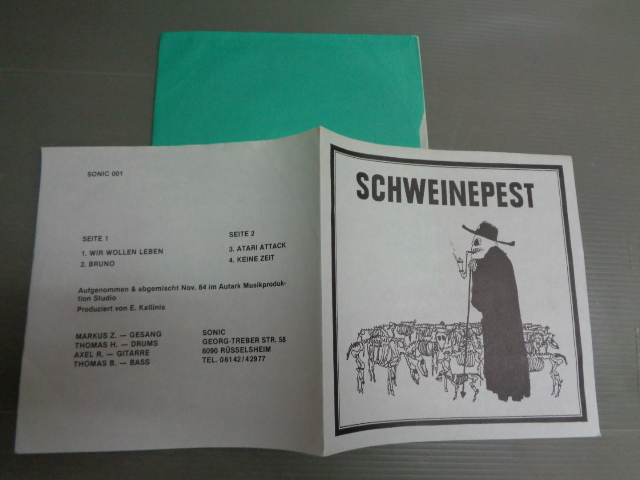 SONIC 001
SEITE 1
1. WIR WOLLEN LEBEN
2. BRUNO
SEITE 2
3. ATARI ATTACK
4. KEINE ZEIT
Aufgenommen & abgemischt Nov. 84 im Autark Musikproduk-
tion Studio
Produziert von E. Kallinis
MARKUS Z. — GESANG
THOMAS H. — DRUMS
AXEL R. — GITARRE
THOMAS B. — BASS
SONIC
GEORG-TREBER STR. 58
6090 RÜSSELSHEIM
TEL. 06142/42977
SCHWEINEPEST